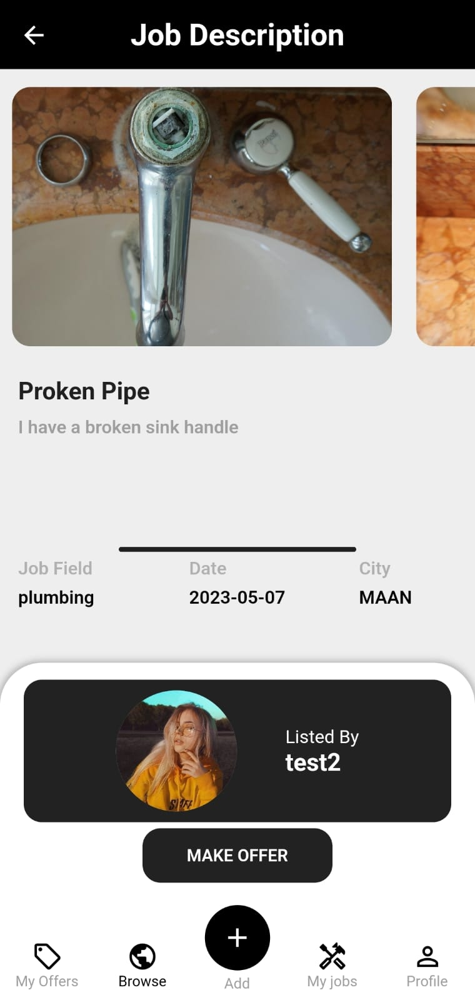 Job Description
Proken Pipe
I have a broken sink handle
Job Field
Date
City
plumbing
2023-05-07
MAAN
Listed By
test2
MAKE OFFER
My Offers
Browse
Add
My jobs
Profile